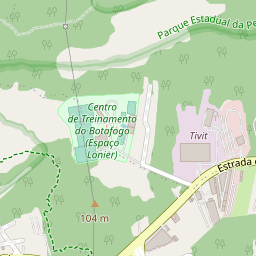 Parque Estadual da Pe
Centro
de Treinamento
do Botafogo
(Espaço
Lonier)
Tivit
Estrada
104 m